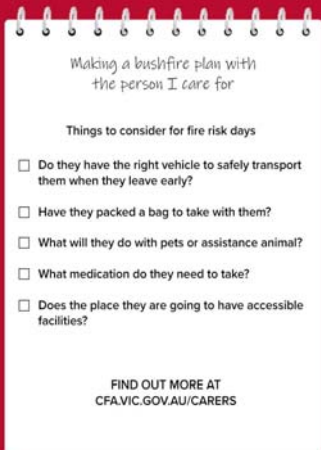 Making a bushfire plan with
the person I care for
Things to consider for fire risk days
Do they have the right vehicle to safely transport
them when they leave early?
Have they packed a bag to take with them?
What will they do with pets or assistance animal?
What medication do they need to take?
Does the place they are going to have accessible
facilities?
FIND OUT MORE AT
CFA.VIC.GOV.AU/CARERS